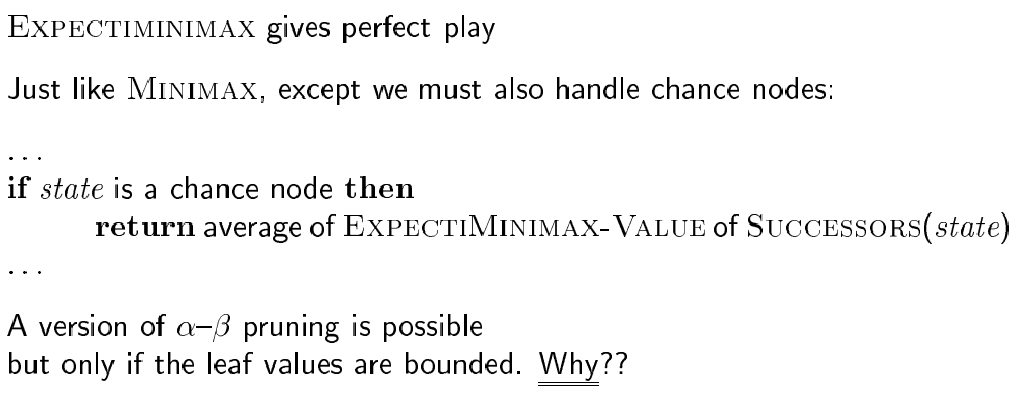 EXPECTIMINIMAX gives perfect play
Just like MINIMAX, except we must also handle chance nodes:
. . .
if state is a chance node then
return average of EXPECTIMINIMAX-VALUE of SUCCESSORS(state)
. . .
A version of α–β pruning is possible
but only if the leaf values are bounded. Why??